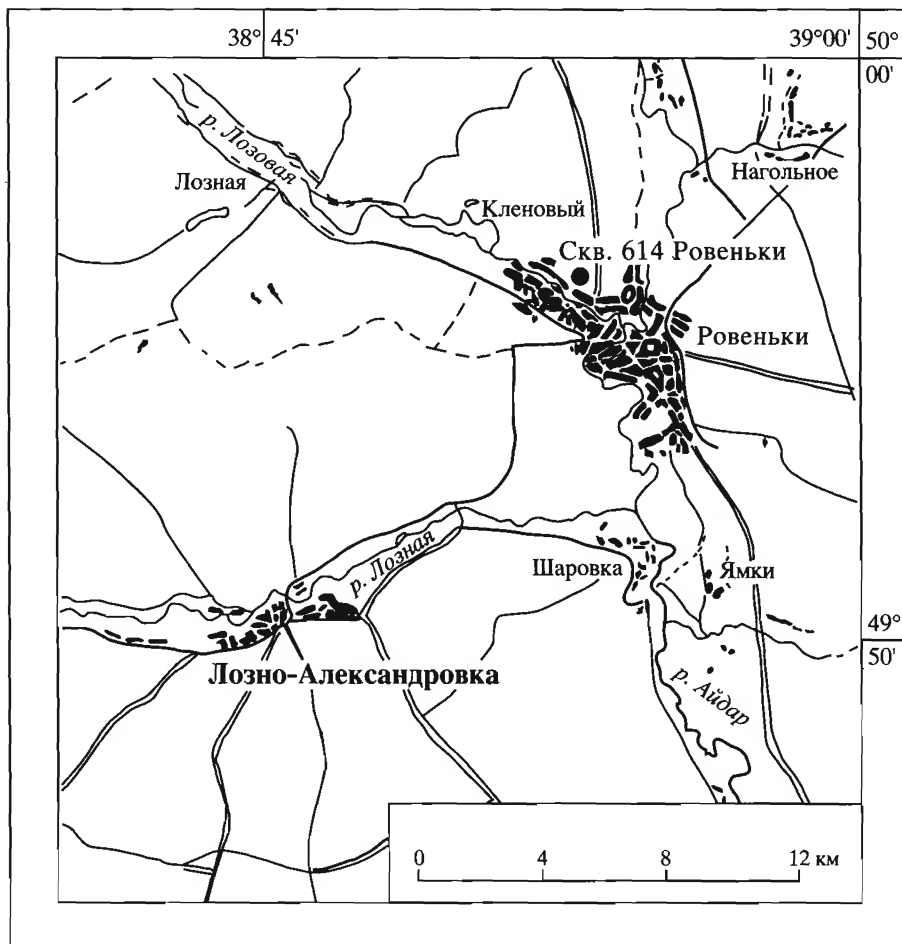 38° 45'
39° 00' 50°
00'
р. Лозовая
Лозная
Нагольное
Кленовый
Скв. 614 Ровеньки
Ровеньки
р. Лозная
Шаровка
Ямки
49°
50'
Лозно-Александровка
р. Айдар
0 4 8 12 км